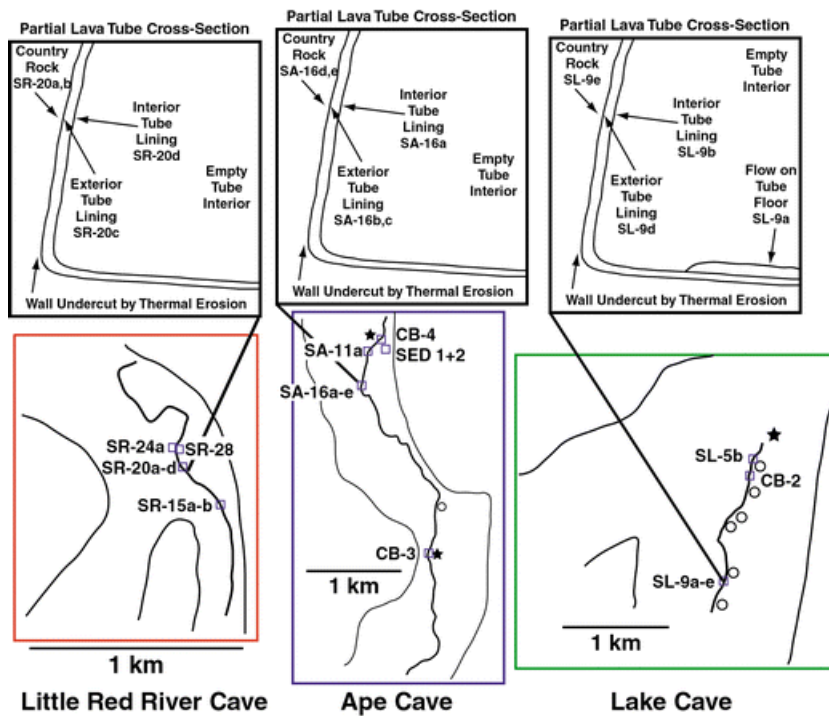 Partial Lava Tube Cross-Section
Country
Rock
SR-20a,b
Interior
Tube
Lining
SR-20d
Exterior
Tube
Lining
SR-20c
Empty
Tube
Interior
Wall Undercut by Thermal Erosion
Partial Lava Tube Cross-Section
Country
Rock
SA-16d,e
Interior
Tube
Lining
SA-16a
Exterior
Tube
Lining
SA-16b,c
Empty
Tube
Interior
Wall Undercut by Thermal Erosion
Partial Lava Tube Cross-Section
Country
Rock
SL-9e
Empty
Tube
Interior
Interior
Tube
Lining
SL-9b
Exterior
Tube
Lining
SL-9d
Flow on
Tube
Floor
SL-9a
Wall Undercut by Thermal Erosion
SR-24a
SR-28
SR-20a-d
SR-15a-b
1 km
Little Red River Cave
CB-4
SA-11a
SED 1+2
SA-16a-e
CB-3
1 km
Ape Cave
SL-5b
CB-2
SL-9a-e
1 km
Lake Cave